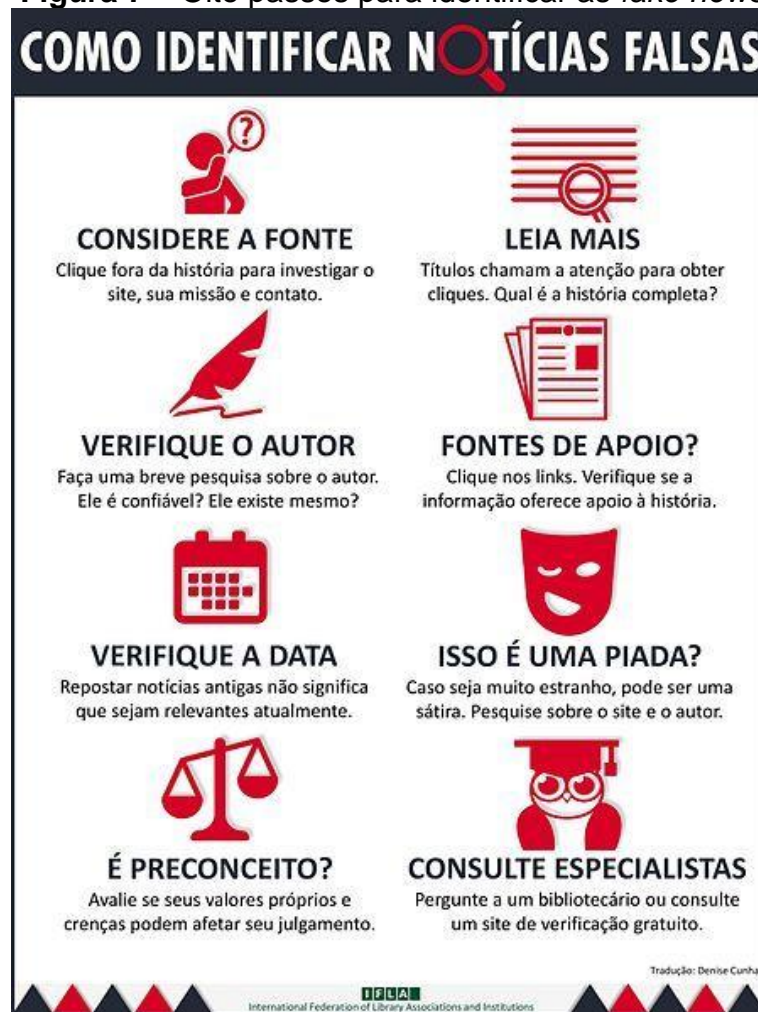 COMO IDENTIFICAR NOTÍCIAS FALSAS
CONSIDERE A FONTE
Clique fora da história para investigar o
site, sua missão e contato.
LEIA MAIS
Títulos chamam a atenção para obter
cliques. Qual é a história completa?
VERIFIQUE O AUTOR
Faça uma breve pesquisa sobre o autor.
Ele é confiável? Ele existe mesmo?
FONTES DE APOIO?
Clique nos links. Verifique se a
informação oferece apoio à história.
VERIFIQUE A DATA
Repostar notícias antigas não significa
que sejam relevantes atualmente.
ISSO É UMA PIADA?
Caso seja muito estranho, pode ser uma
sátira. Pesquise sobre o site e o autor.
É PRECONCEITO?
Avalie se seus valores próprios e
crenças podem afetar seu julgamento.
CONSULTE ESPECIALISTAS
Pergunte a um bibliotecário ou consulte
um site de verificação gratuito.
Tradução: Denise Cunha
IFLA
International Federation of Library Associations and Institutions